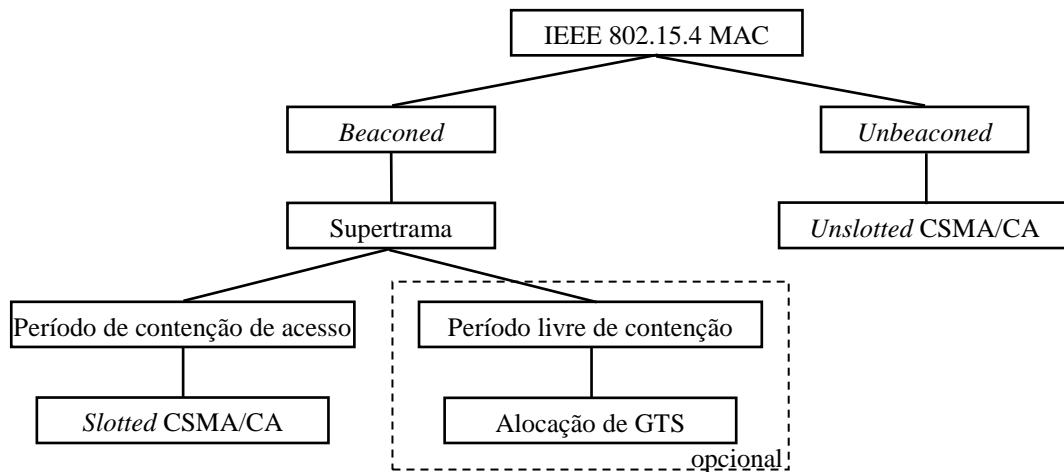 IEEE 802.15.4 MAC
Beaconed
Unbeaconed
Supertrama
Unslotted CSMA/CA
Período de contenção de acesso
Período livre de contenção
Slotted CSMA/CA
Alocação de GTS
opcional